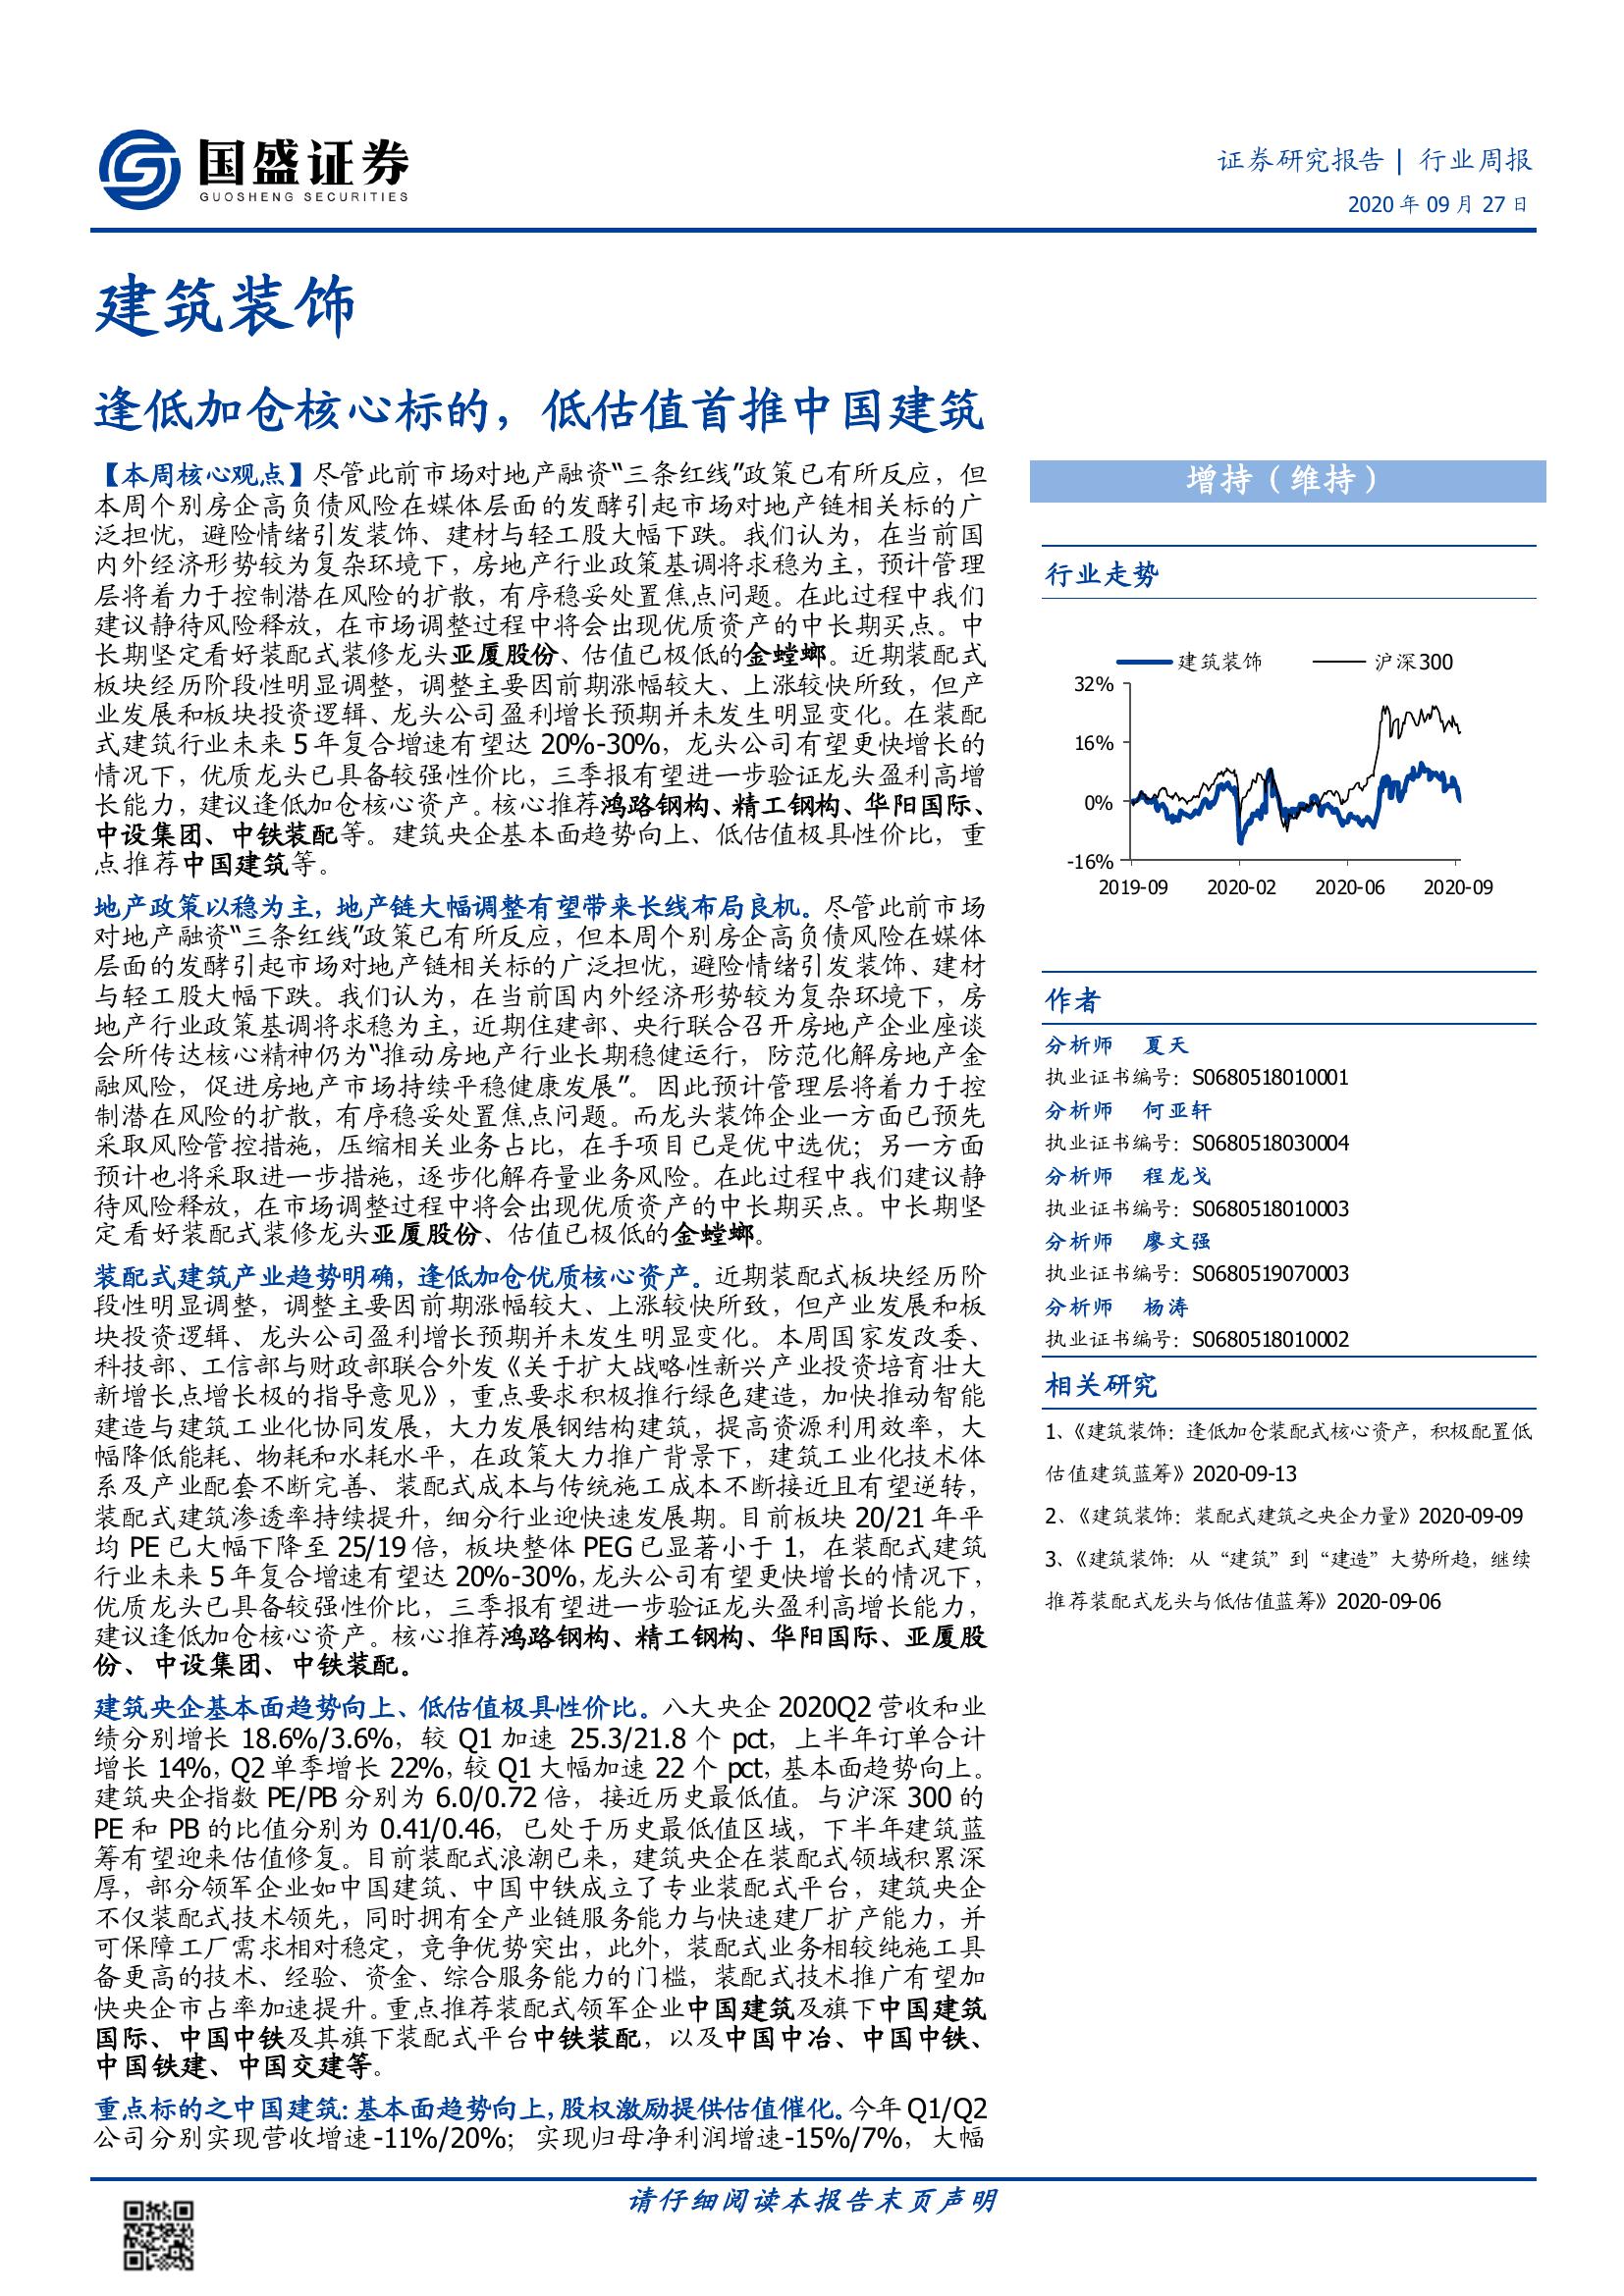 国盛证券
GUOSHENG SECURITIES
证券研究报告 | 行业周报
2020 年 09 月 27 日
建筑装饰
逢低加仓核心标的，低估值首推中国建筑
【本周核心观点】尽管此前市场对地产融资“三条红线”政策已有所反应，但
本周个别房企高负债风险在媒体层面的发酵引起市场对地产链相关标的广
泛担忧，避险情绪引发装饰、建材与轻工股大幅下跌。我们认为，在当前国
内外经济形势较为复杂环境下，房地产行业政策基调将求稳为主，预计管理
层将着力于控制潜在风险的扩散，有序稳妥处置焦点问题。在此过程中我们
建议静待风险释放，在市场调整过程中将会出现优质资产的中长期买点。中
长期坚定看好装配式装修龙头亚厦股份、估值已极低的金螳螂。近期装配式
板块经历阶段性明显调整，调整主要因前期涨幅较大、上涨较快所致，但产
业发展和板块投资逻辑、龙头公司盈利增长预期并未发生明显变化。在装配
式建筑行业未来 5 年复合增速有望达 20%-30%，龙头公司有望更快增长的
情况下，优质龙头已具备较强性价比，三季报有望进一步验证龙头盈利高增
长能力，建议逢低加仓核心资产。核心推荐鸿路钢构、精工钢构、华阳国际、
中设集团、中铁装配等。建筑央企基本面趋势向上、低估值极具性价比，重
点推荐中国建筑等。
地产政策以稳为主，地产链大幅调整有望带来长线布局良机。尽管此前市场
对地产融资“三条红线”政策已有所反应，但本周个别房企高负债风险在媒体
层面的发酵引起市场对地产链相关标的广泛担忧，避险情绪引发装饰、建材
与轻工股大幅下跌。我们认为，在当前国内外经济形势较为复杂环境下，房
地产行业政策基调将求稳为主，近期住建部、央行联合召开房地产企业座谈
会所传达核心精神仍为“推动房地产行业长期稳健运行，防范化解房地产金
融风险，促进房地产市场持续平稳健康发展”。因此预计管理层将着力于控
制潜在风险的扩散，有序稳妥处置焦点问题。而龙头装饰企业一方面已预先
采取风险管控措施，压缩相关业务占比，在手项目已是优中选优；另一方面
预计也将采取进一步措施，逐步化解存量业务风险。在此过程中我们建议静
待风险释放，在市场调整过程中将会出现优质资产的中长期买点。中长期坚
定看好装配式装修龙头亚厦股份、估值已极低的金螳螂。
装配式建筑产业趋势明确，逢低加仓优质核心资产。近期装配式板块经历阶
段性明显调整，调整主要因前期涨幅较大、上涨较快所致，但产业发展和板
块投资逻辑、龙头公司盈利增长预期并未发生明显变化。本周国家发改委、
科技部、工信部与财政部联合外发《关于扩大战略性新兴产业投资培育壮大
新增长点增长极的指导意见》，重点要求积极推行绿色建造，加快推动智能
建造与建筑工业化协同发展，大力发展钢结构建筑，提高资源利用效率，大
幅降低能耗、物耗和水耗水平，在政策大力推广背景下，建筑工业化技术体
系及产业配套不断完善、装配式成本与传统施工成本不断接近且有望逆转，
装配式建筑渗透率持续提升，细分行业迎快速发展期。目前板块 20/21 年平
均 PE 已大幅下降至 25/19 倍，板块整体 PEG 已显著小于 1，在装配式建筑
行业未来 5 年复合增速有望达 20%-30%，龙头公司有望更快增长的情况下，
优质龙头已具备较强性价比，三季报有望进一步验证龙头盈利高增长能力，
建议逢低加仓核心资产。核心推荐鸿路钢构、精工钢构、华阳国际、亚厦股
份、中设集团、中铁装配。
建筑央企基本面趋势向上、低估值极具性价比。八大央企 2020Q2 营收和业
绩分别增长 18.6%/3.6%，较 Q1 加速 25.3/21.8 个 pct，上半年订单合计
增长 14%，Q2 单季增长 22%，较 Q1 大幅加速 22 个 pct，基本面趋势向上。
建筑央企指数 PE/PB 分别为 6.0/0.72 倍，接近历史最低值。与沪深 300 的
PE 和 PB 的比值分别为 0.41/0.46，已处于历史最低值区域，下半年建筑蓝
筹有望迎来估值修复。目前装配式浪潮已来，建筑央企在装配式领域积累深
厚，部分领军企业如中国建筑、中国中铁成立了专业装配式平台，建筑央企
不仅装配式技术领先，同时拥有全产业链服务能力与快速建厂扩产能力，并
可保障工厂需求相对稳定，竞争优势突出，此外，装配式业务相较纯施工具
备更高的技术、经验、资金、综合服务能力的门槛，装配式技术推广有望加
快央企市占率加速提升。重点推荐装配式领军企业中国建筑及旗下中国建筑
国际、中国中铁及其旗下装配式平台中铁装配，以及中国中冶、中国中铁、
中国铁建、中国交建等。
重点标的之中国建筑：基本面趋势向上，股权激励提供估值催化。今年 Q1/Q2
公司分别实现营收增速-11%/20%；实现归母净利润增速-15%/7%，大幅
增持（维持）
行业走势
建筑装饰 沪深300
32%
16%
0%
-16%
2019-09 2020-02 2020-06 2020-09
作者
分析师 夏天
执业证书编号：S0680518010001
分析师 何亚轩
执业证书编号：S0680518030004
分析师 程龙戈
执业证书编号：S0680518010003
分析师 廖文强
执业证书编号：S0680519070003
分析师 杨涛
执业证书编号：S0680518010002
相关研究
1、《建筑装饰：逢低加仓装配式核心资产，积极配置低
估值建筑蓝筹》2020-09-13
2、《建筑装饰：装配式建筑之央企力量》2020-09-09
3、《建筑装饰：从“建筑”到“建造”大势所趋，继续
推荐装配式龙头与低估值蓝筹》2020-09-06
请仔细阅读本报告末页声明